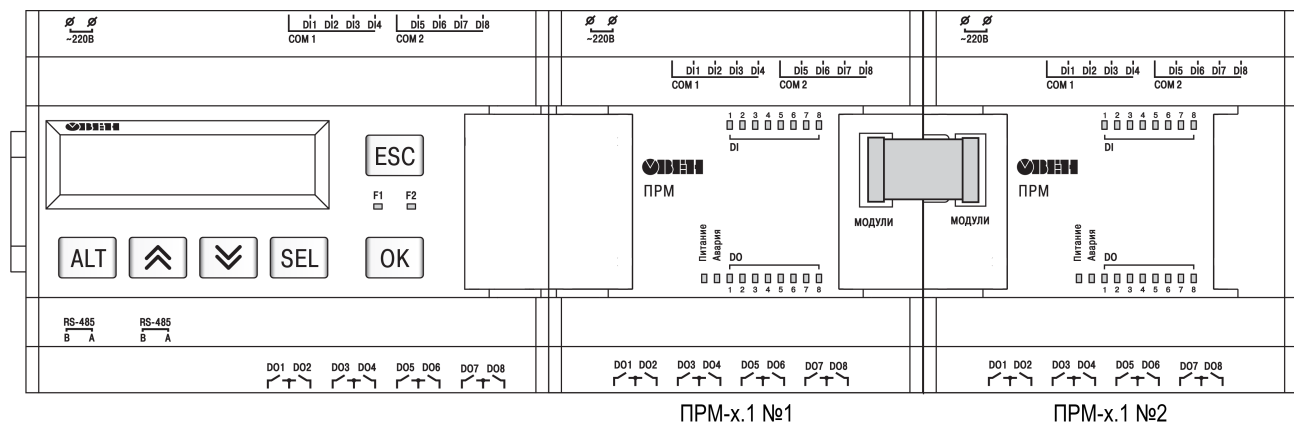 ~220В
DI1 DI2 DI3 DI4 DI5 DI6 DI7 DI8
COM 1 COM 2
~220В
~220В
DI1 DI2 DI3 DI4 DI5 DI6 DI7 DI8
COM 1 COM 2
DI1 DI2 DI3 DI4 DI5 DI6 DI7 DI8
COM 1 COM 2
ОВЕН
ESC
F1 F2
ALT
SEL
OK
1 2 3 4 5 6 7 8
DI
ОВЕН
ПРМ
МОДУЛИ
Питание
Авария
DO
1 2 3 4 5 6 7 8
1 2 3 4 5 6 7 8
DI
ОВЕН
ПРМ
МОДУЛИ
Питание
Авария
DO
1 2 3 4 5 6 7 8
RS-485 RS-485
B A B A
DO1 DO2 DO3 DO4 DO5 DO6 DO7 DO8
DO1 DO2 DO3 DO4 DO5 DO6 DO7 DO8
DO1 DO2 DO3 DO4 DO5 DO6 DO7 DO8
ПРМ-х.1 №1
ПРМ-х.1 №2